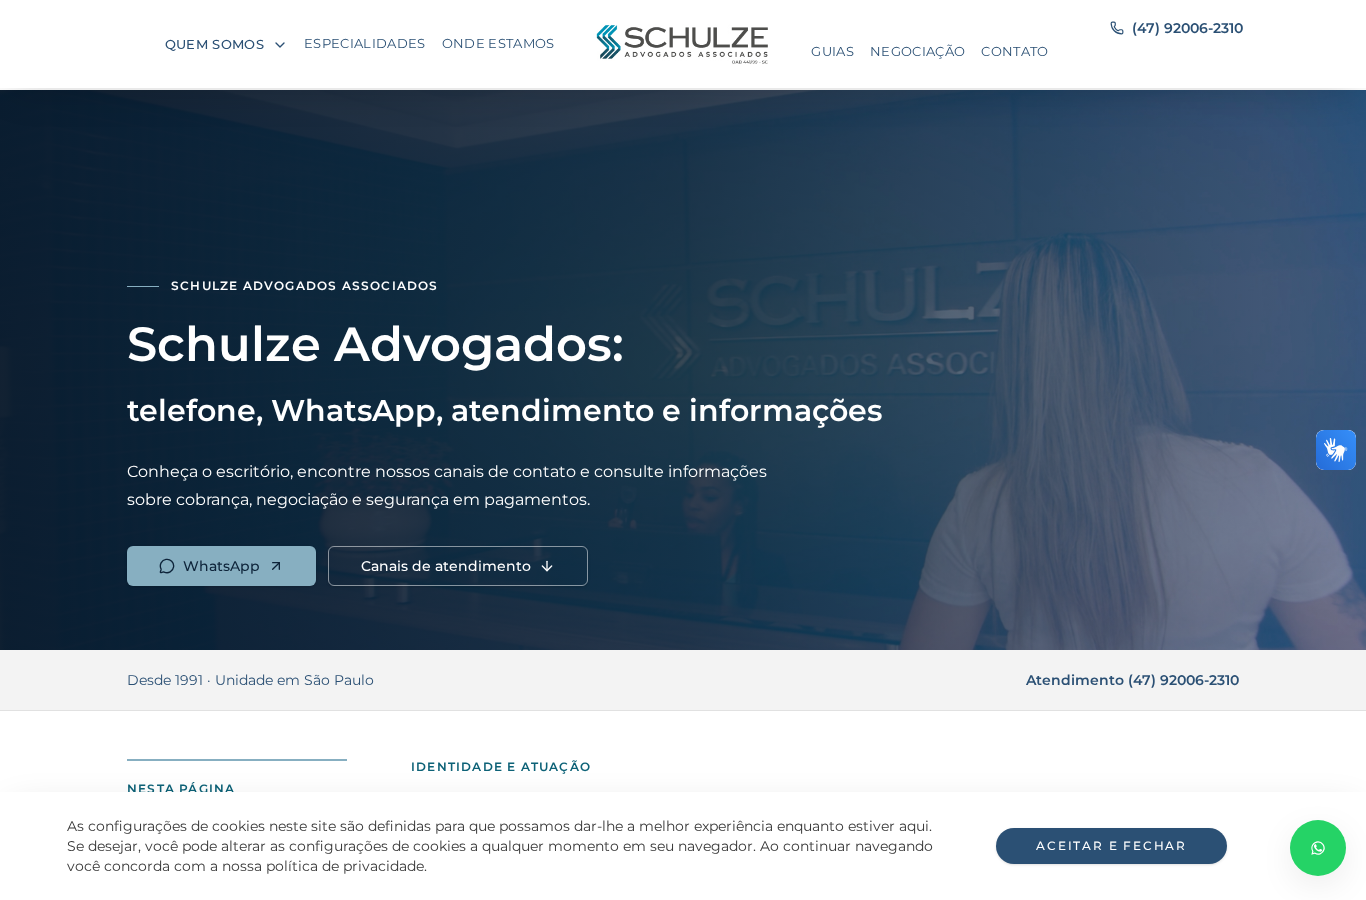 QUEM SOMOS
ESPECIALIDADES
ONDE ESTAMOS
SCHULZE
ADVOGADOS ASSOCIADOS
GUIAS
NEGOCIAÇÃO
CONTATO
(47) 92006-2310
SCHULZE ADVOGADOS ASSOCIADOS
Schulze Advogados:
telefone, WhatsApp, atendimento e informações
Conheça o escritório, encontre nossos canais de contato e consulte informações
sobre cobrança, negociação e segurança em pagamentos.
WhatsApp
Canais de atendimento
SCHULZE
ADVOGADOS ASSOCI
Desde 1991 · Unidade em São Paulo
Atendimento (47) 92006-2310
NESTA PÁGINA
IDENTIDADE E ATUAÇÃO
As configurações de cookies neste site são definidas para que possamos dar-lhe a melhor experiência enquanto estiver aqui.
Se desejar, você pode alterar as configurações de cookies a qualquer momento em seu navegador. Ao continuar navegando
você concorda com a nossa política de privacidade.
ACEITAR E FECHAR